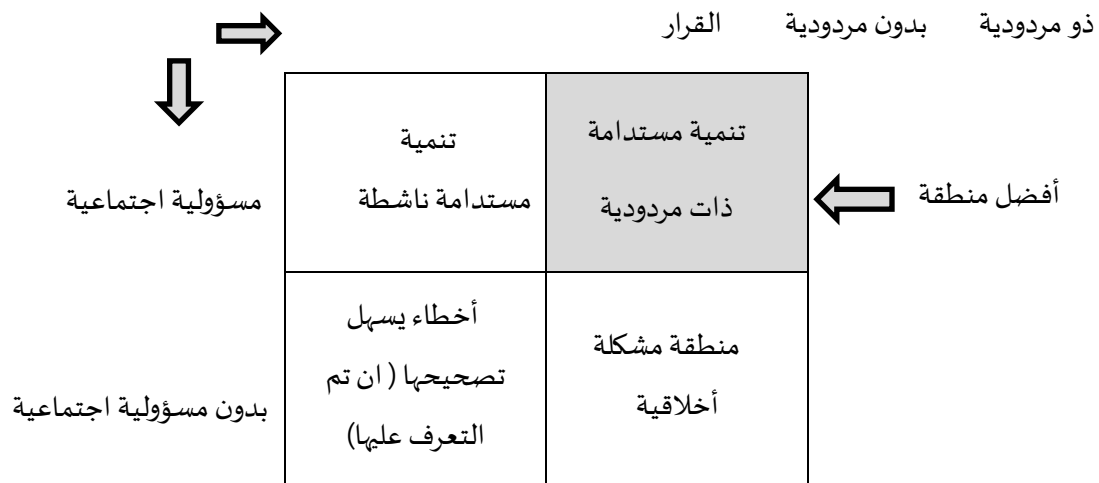 ذو مردودية بدون مردودية القرار
تنمية مستدامة
ذات مردودية
تنمية
مستدامة ناشطة
أفضل منطقة
مسؤولية اجتماعية
منطقة مشكلة
أخلاقية
أخطاء يسهل
تصحيحها ( ان تم
التعرف عليها)
بدون مسؤولية اجتماعية